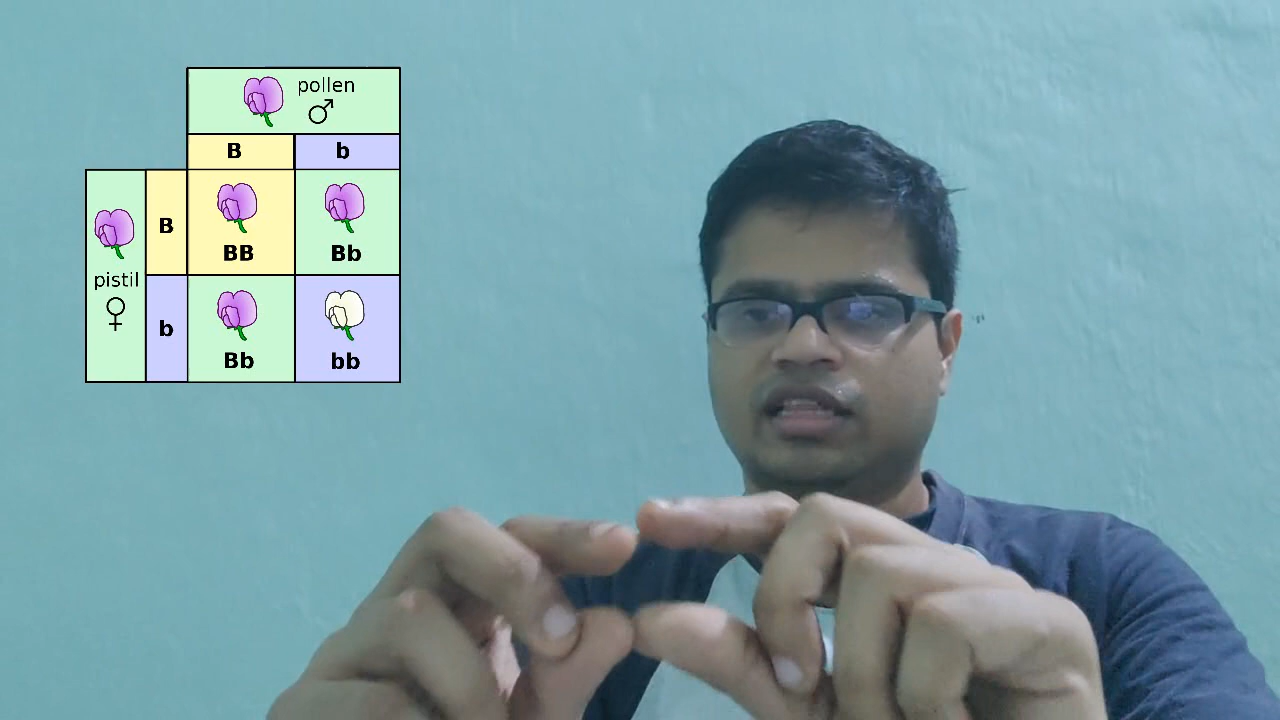 pollen
♂
B b
B BB Bb
pistil
♀
b Bb bb